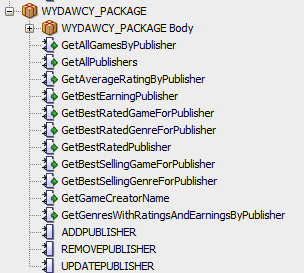 WYDAWCY_PACKAGE
WYDAWCY_PACKAGE Body
GetAllGamesByPublisher
GetAllPublishers
GetAverageRatingByPublisher
GetBestEarningPublisher
GetBestRatedGameForPublisher
GetBestRatedGenreForPublisher
GetBestRatedPublisher
GetBestSellingGameForPublisher
GetBestSellingGenreForPublisher
GetGameCreatorName
GetGenresWithRatingsAndEarningsByPublisher
ADDPUBLISHER
REMOVEPUBLISHER
UPDATEPUBLISHER